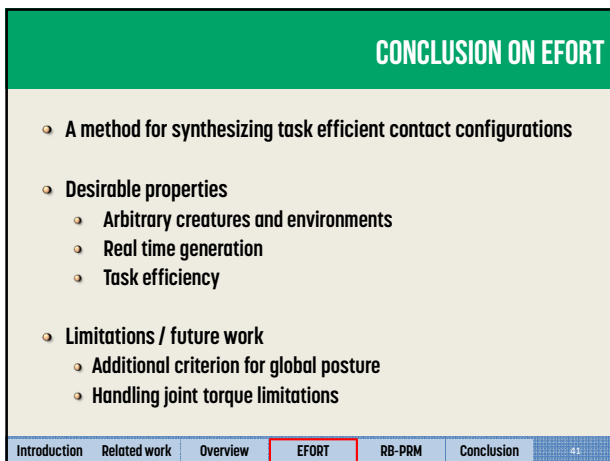 CONCLUSION ON EFORT
A method for synthesizing task efficient contact configurations
Desirable properties
Arbitrary creatures and environments
Real time generation
Task efficiency
Limitations / future work
Additional criterion for global posture
Handling joint torque limitations
Introduction Related work Overview EFORT RB-PRM Conclusion 41